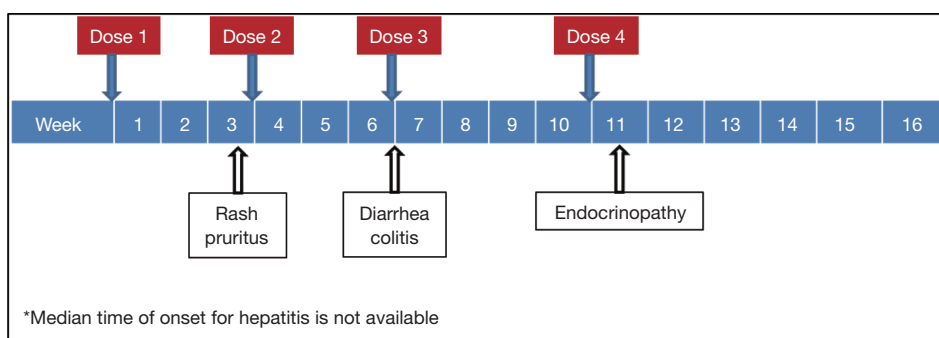 Dose 1 Dose 2 Dose 3 Dose 4
Week 1 2 3 4 5 6 7 8 9 10 11 12 13 14 15 16
Rash
pruritus
Diarrhea
colitis
Endocrinopathy
*Median time of onset for hepatitis is not available